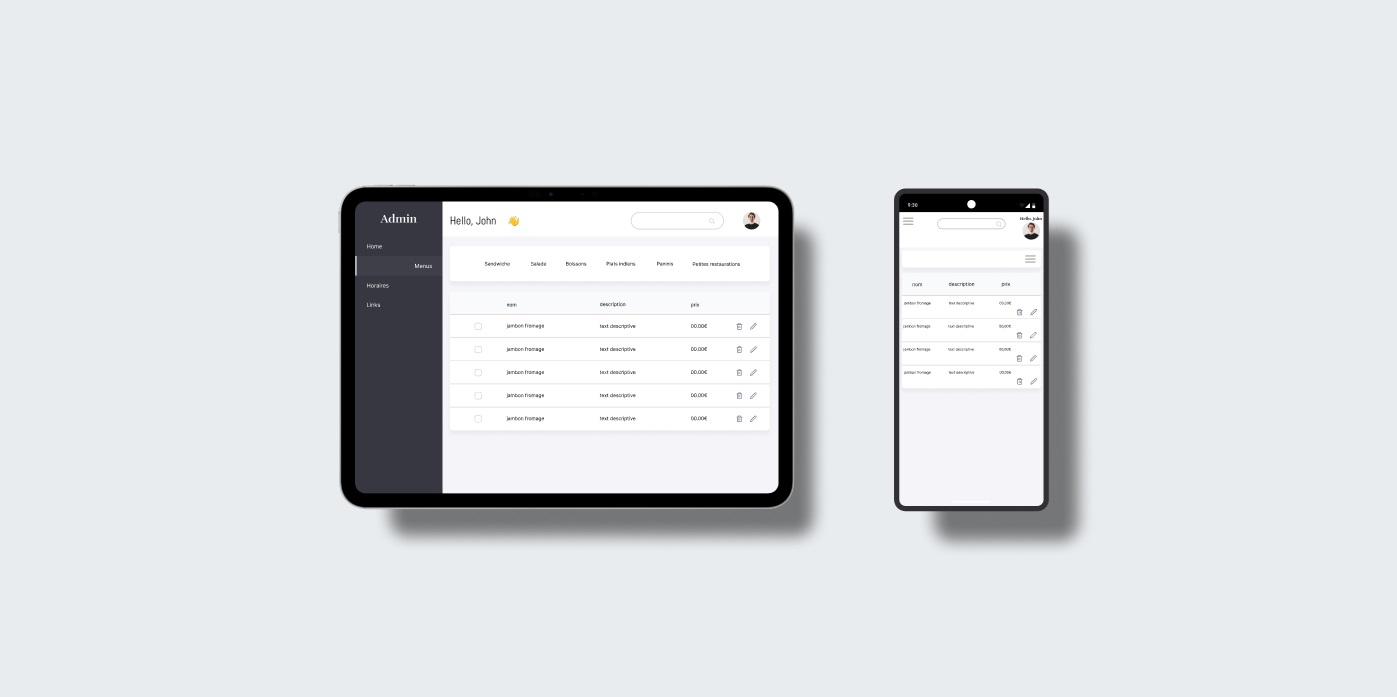 Admin
Home
Menus
Horaires
Links
Hello, John 👋
Sandwiche Salade Boissons Plats indiens Paninis Petites restaurations
nom description prix
jambon fromage text descriptive 00.00€
jambon fromage text descriptive 00.00€
jambon fromage text descriptive 00.00€
jambon fromage text descriptive 00.00€
jambon fromage text descriptive 00.00€
9:30
Hello, John
nom description prix
jambon fromage text descriptive 00.00€
jambon fromage text descriptive 00.00€
jambon fromage text descriptive 00.00€
jambon fromage text descriptive 00.00€